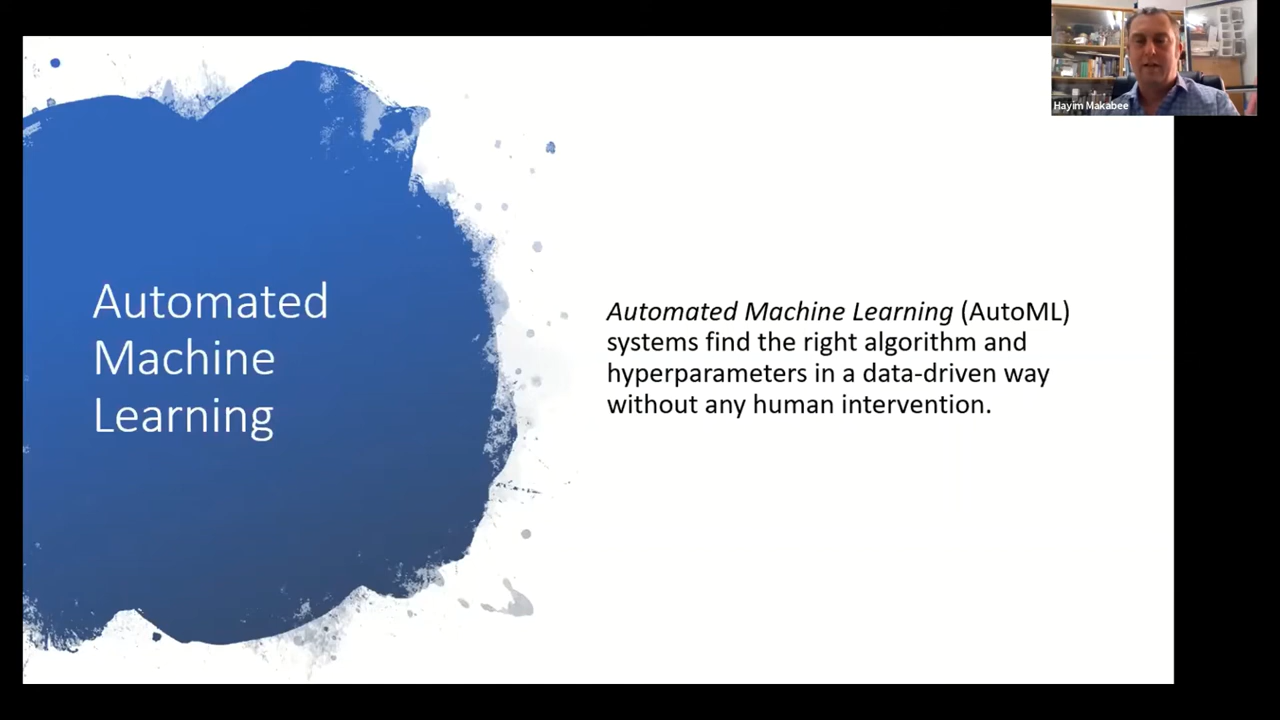 Automated
Machine
Learning
Automated Machine Learning (AutoML)
systems find the right algorithm and
hyperparameters in a data-driven way
without any human intervention.
Hayim Makabee